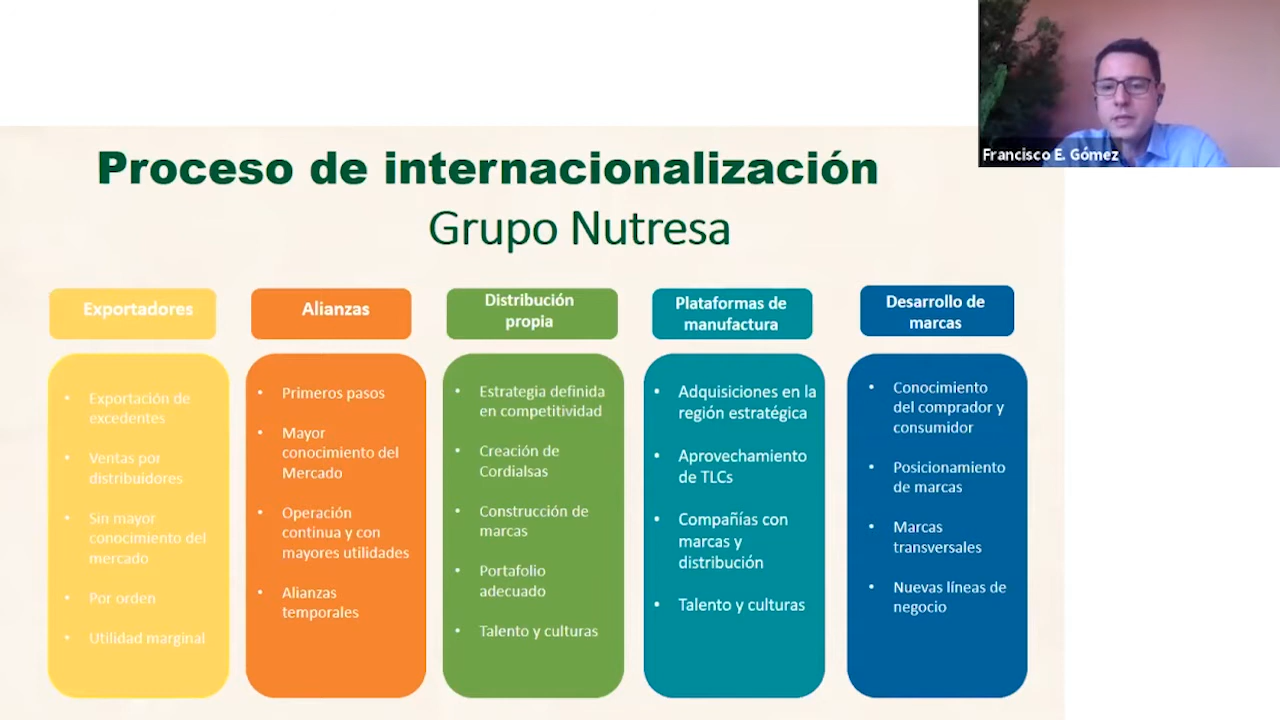 Francisco E. Gómez
Proceso de internacionalización
Grupo Nutresa
Exportadores
• Exportación de
excedentes
• Ventas por
distribuidores
• Sin mayor
conocimiento del
mercado
• Por orden
• Utilidad marginal
Alianzas
• Primeros pasos
• Mayor
conocimiento del
Mercado
• Operación
continua y con
mayores utilidades
• Alianzas
temporales
Distribución
propia
• Estrategia definida
en competitividad
• Creación de
Cordialsas
• Construcción de
marcas
• Portafolio
adecuado
• Talento y culturas
Plataformas de
manufactura
• Adquisiciones en la
región estratégica
• Aprovechamiento
de TLCs
• Compañías con
marcas y
distribución
• Talento y culturas
Desarrollo de
marcas
• Conocimiento
del comprador y
consumidor
• Posicionamiento
de marcas
• Marcas
transversales
• Nuevas líneas de
negocio